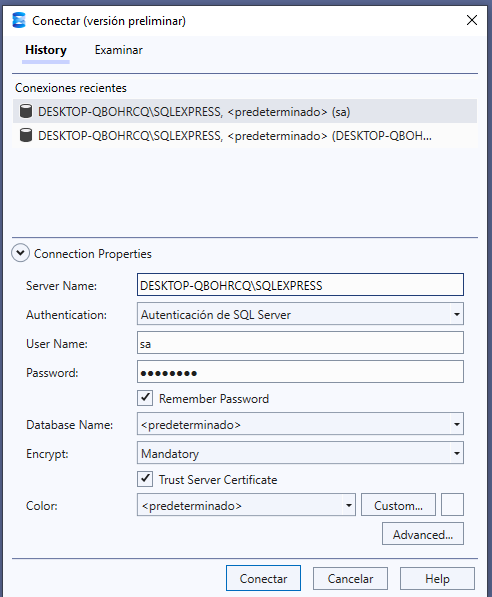 Conectar (versión preliminar)
History Examinar
Conexiones recientes
DESKTOP-QBOHRCQ\SQLEXPRESS, <predeterminado> (sa)
DESKTOP-QBOHRCQ\SQLEXPRESS, <predeterminado> (DESKTOP-QBOH...
Connection Properties
Server Name: DESKTOP-QBOHRCQ\SQLEXPRESS
Authentication: Autenticación de SQL Server
User Name: sa
Password: ●●●●●●●●
Remember Password
Database Name: <predeterminado>
Encrypt: Mandatory
Trust Server Certificate
Color: <predeterminado> Custom...
Advanced...
Conectar Cancelar Help